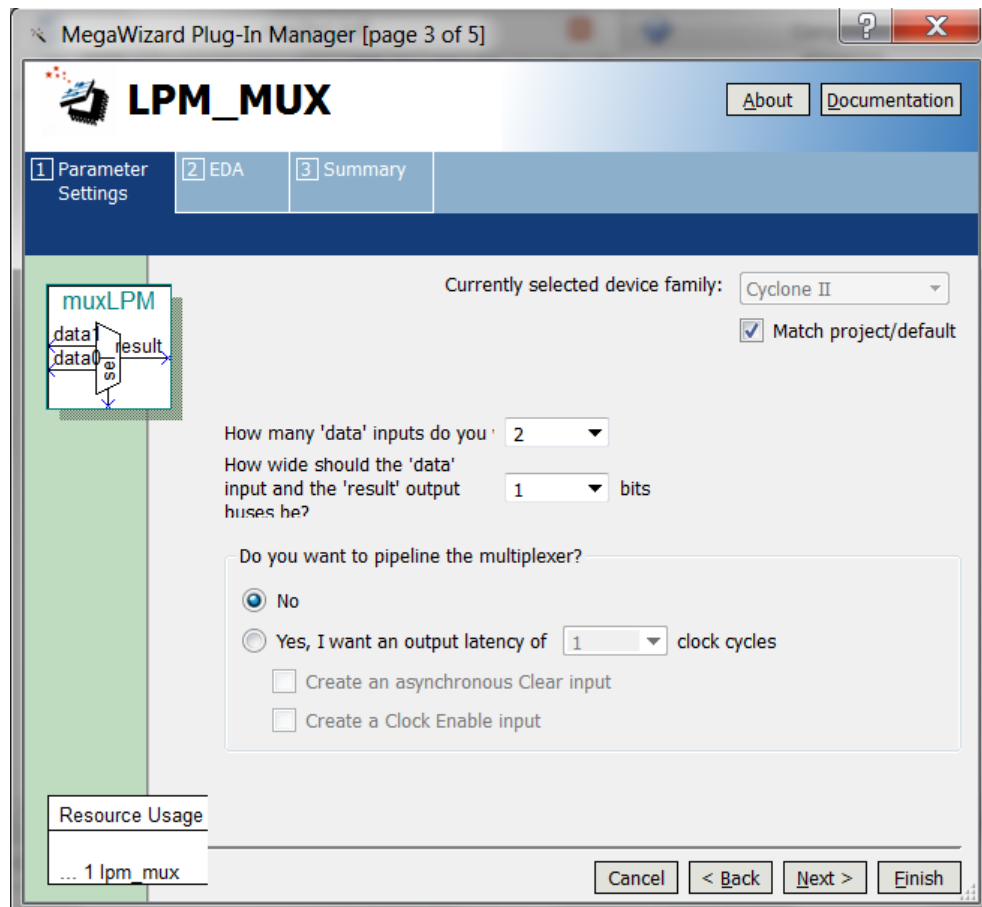 MegaWizard Plug-In Manager [page 3 of 5]
LPM_MUX
About
Documentation
1 Parameter Settings
2 EDA
3 Summary
Currently selected device family:
Cyclone II
Match project/default
muxLPM
data1
data0
result
sel
How many 'data' inputs do you
2
How wide should the 'data'
input and the 'result' output
buses be?
1
bits
Do you want to pipeline the multiplexer?
No
Yes, I want an output latency of
1
clock cycles
Create an asynchronous Clear input
Create a Clock Enable input
Resource Usage
... 1 lpm_mux
Cancel
< Back
Next >
Finish